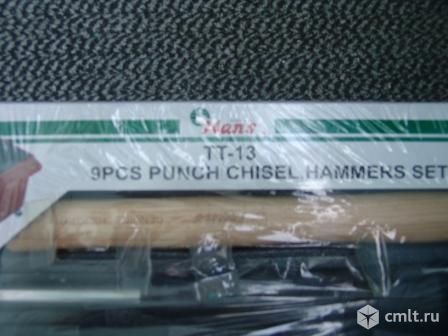 Hans
TT-13
9PCS PUNCH CHISEL, HAMMERS SET
cmlt.ru